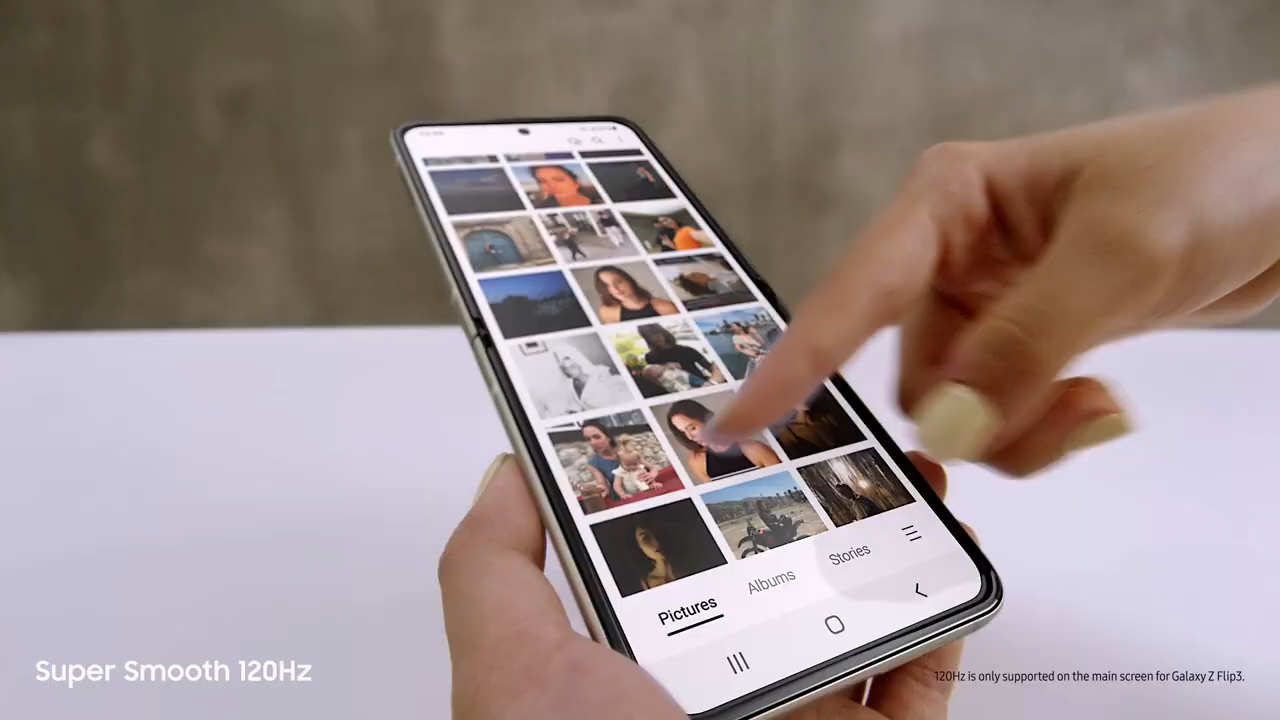 Pictures
Albums
Stories
Super Smooth 120Hz
120Hz is only supported on the main screen for Galaxy Z Flip3.